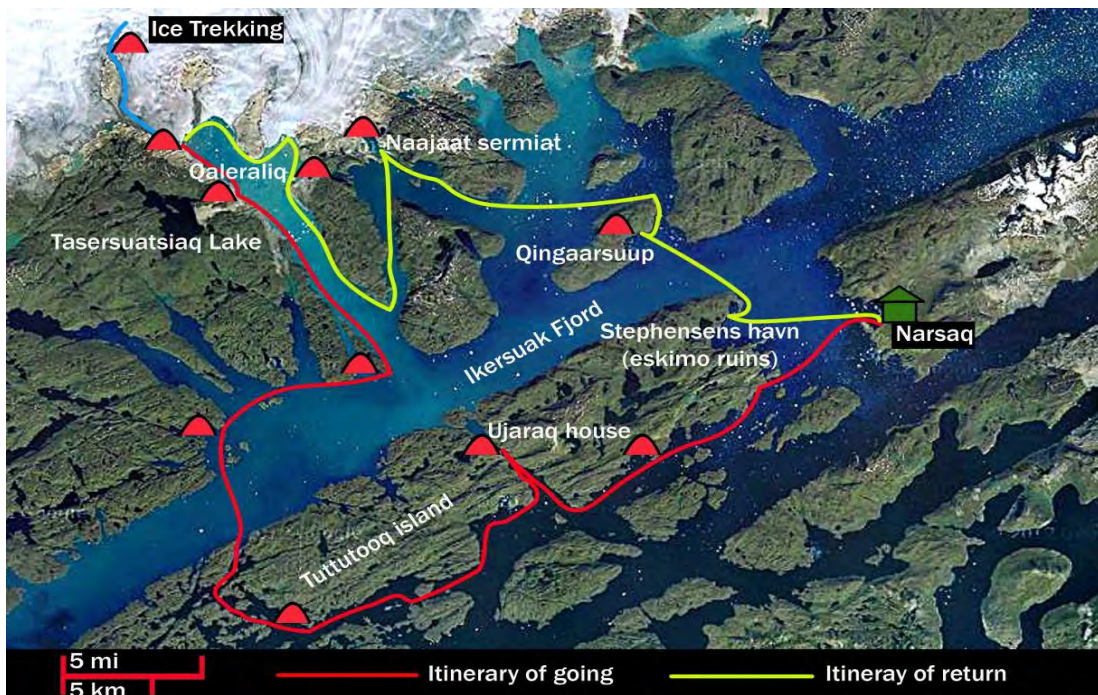 Ice Trekking
Naajaat sermiat
Qaleraliq
Tasersuatsiaq Lake
Qingaarsuup
Ikersuak Fjord
Stephensens havn
(eskimo ruins)
Narsaq
Ujaraq house
Tuttutooq island
5 mi
5 km
Itinerary of going
Itineray of return